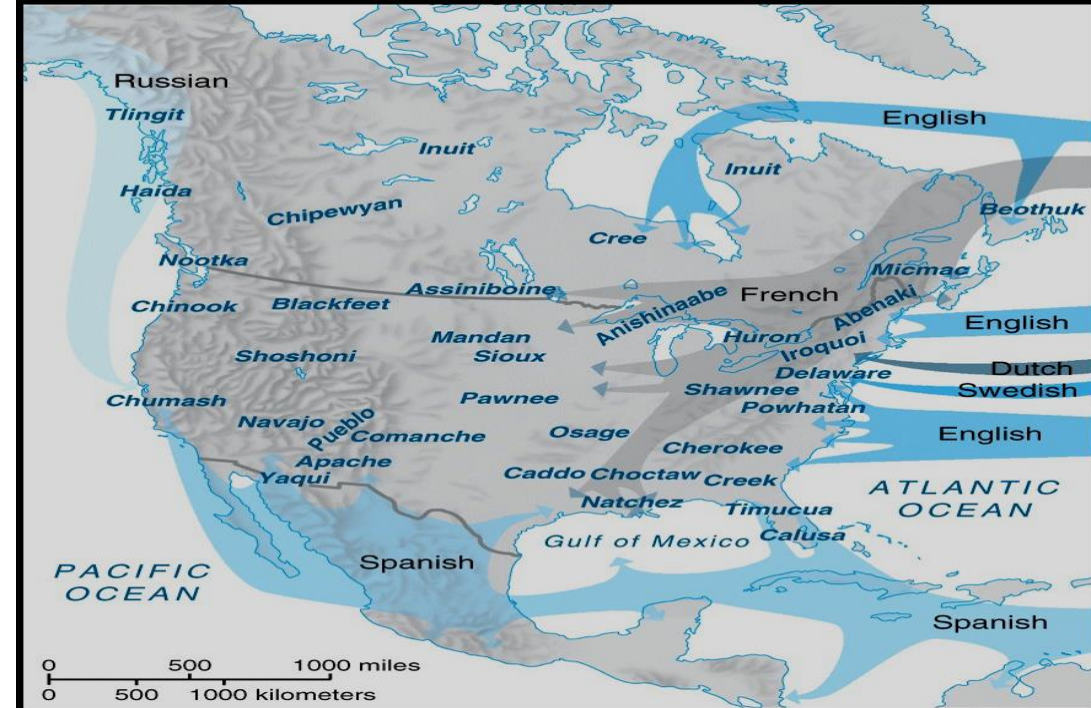 Russian
Tlingit
English
Inuit
Inuit
Haida
Chipewyan
Beothuk
Cree
Nootka
Micmac
Assiniboine
Anishinaabe
French
Abenaki
Chinook
Blackfeet
English
Mandan
Huron
Iroquoi
Sioux
Shoshoni
Dutch
Delaware
Shawnee
Swedish
Chumash
Pawnee
Powhatan
Navajo
Pueblo
Comanche
Osage
English
Cherokee
Apache
Yaqui
Caddo
Choctaw
Creek
ATLANTIC
OCEAN
Natchez
Timucua
Calusa
Gulf of Mexico
Spanish
PACIFIC
OCEAN
Spanish
0 500 1000 miles
0 500 1000 kilometers